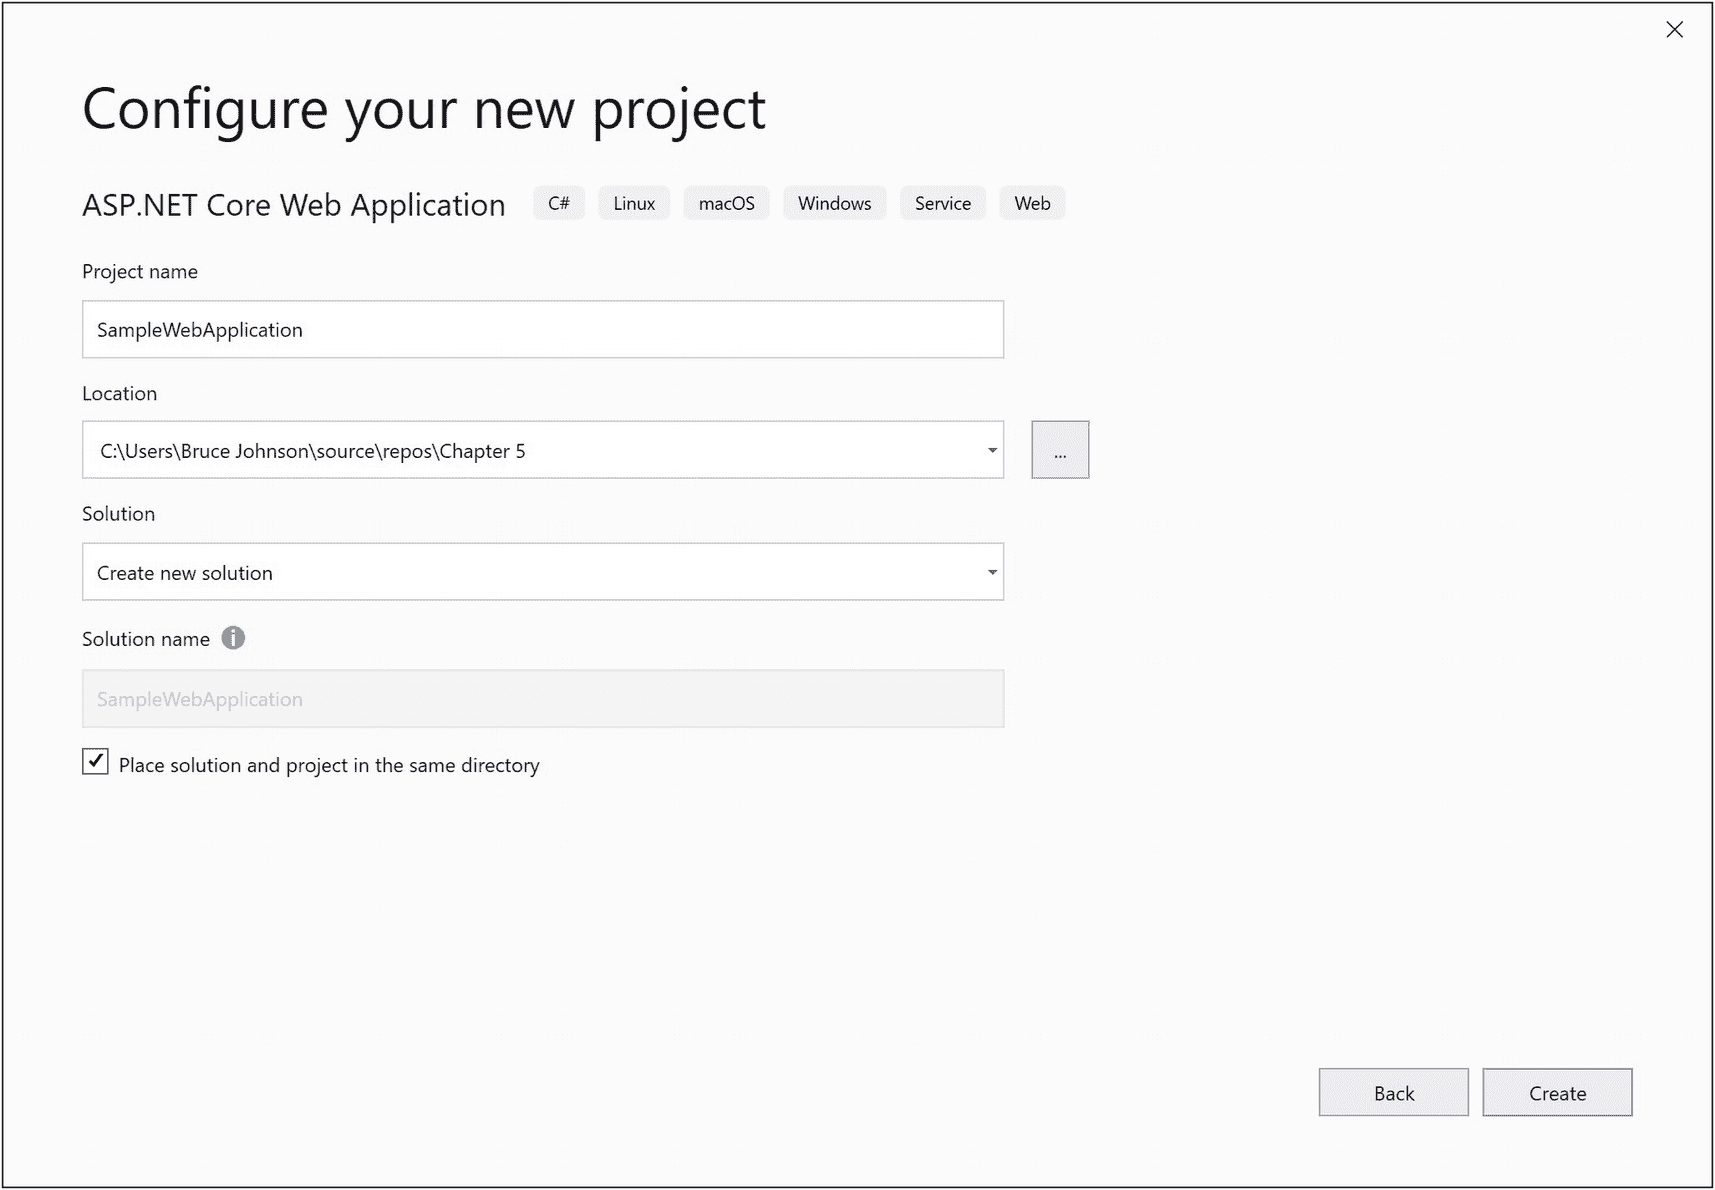 Configure your new project
ASP.NET Core Web Application C# Linux macOS Windows Service Web
Project name
SampleWebApplication
Location
C:\Users\Bruce Johnson\source\repos\Chapter 5
...
Solution
Create new solution
Solution name
SampleWebApplication
Place solution and project in the same directory
Back Create